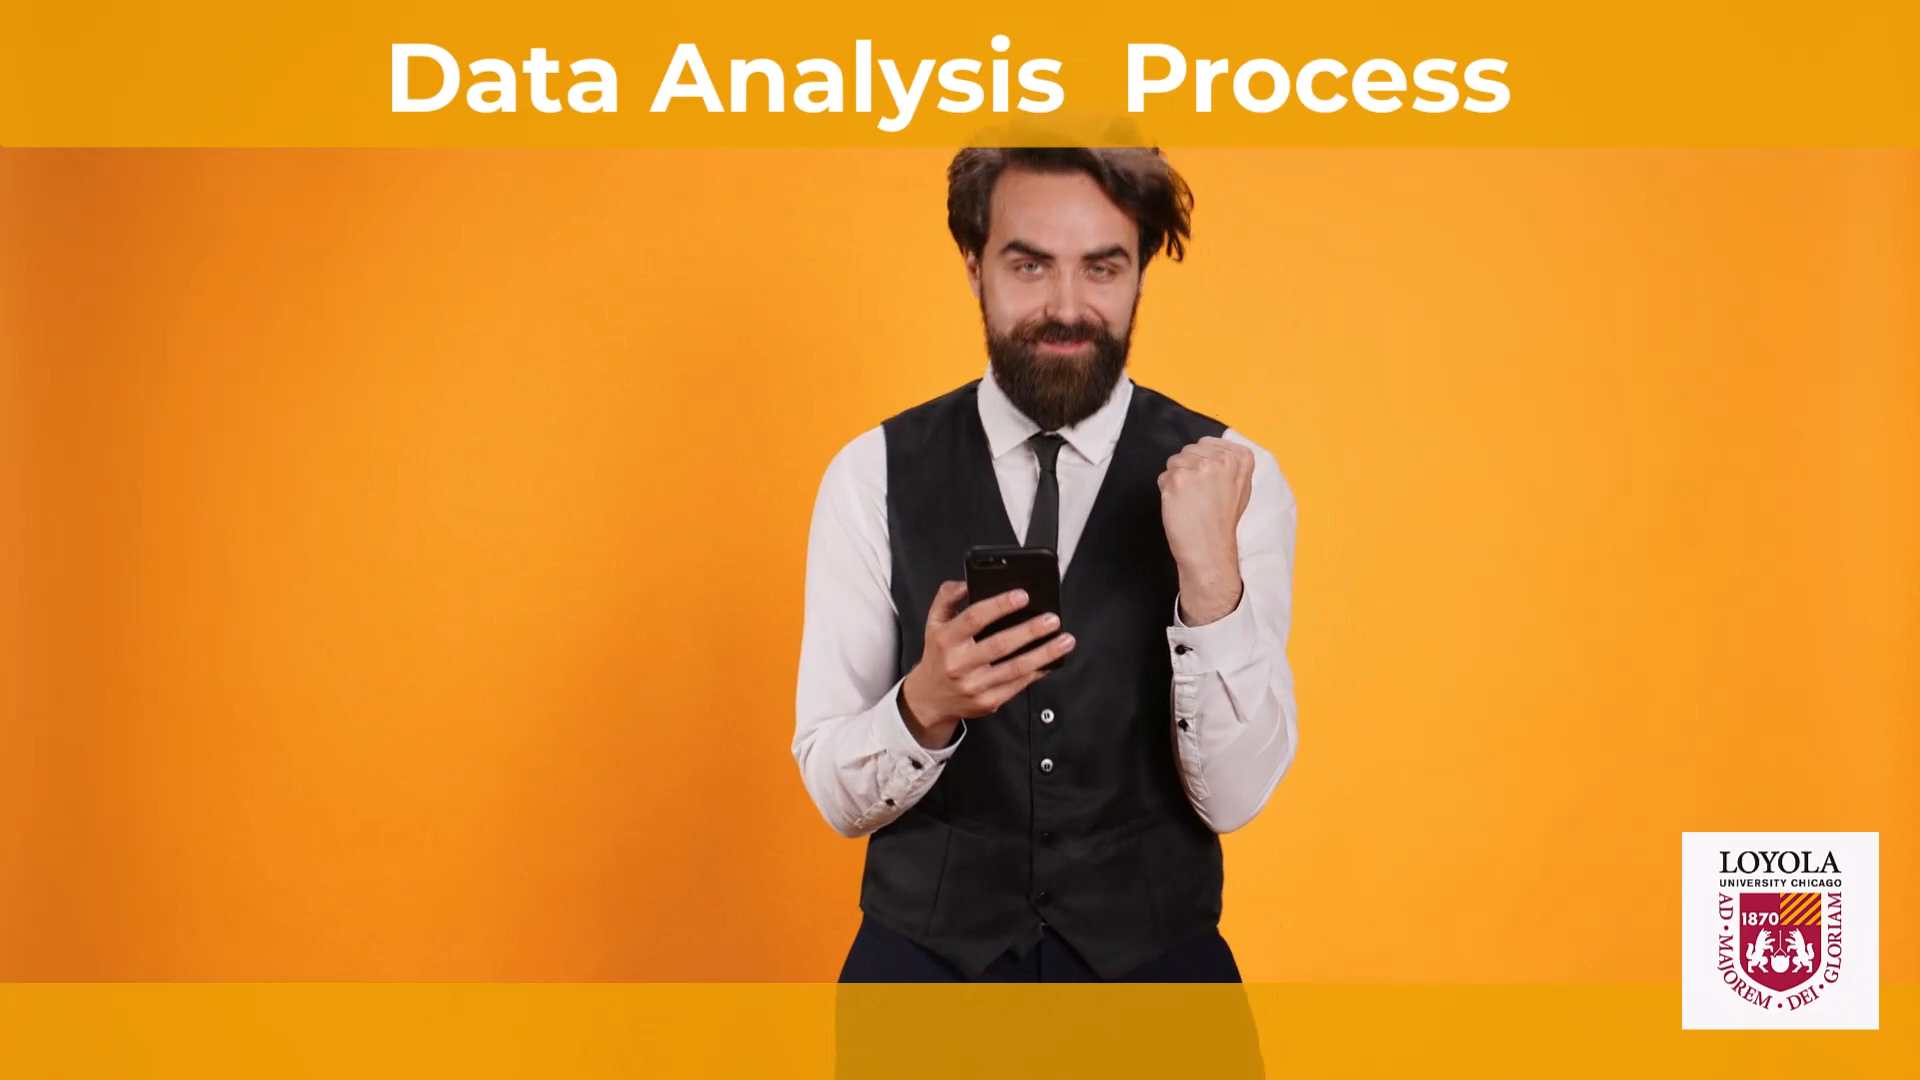 Data Analysis  Process
LOYOLA
UNIVERSITY CHICAGO
AD • MAJOREM • DEI • GLORIAM
1870